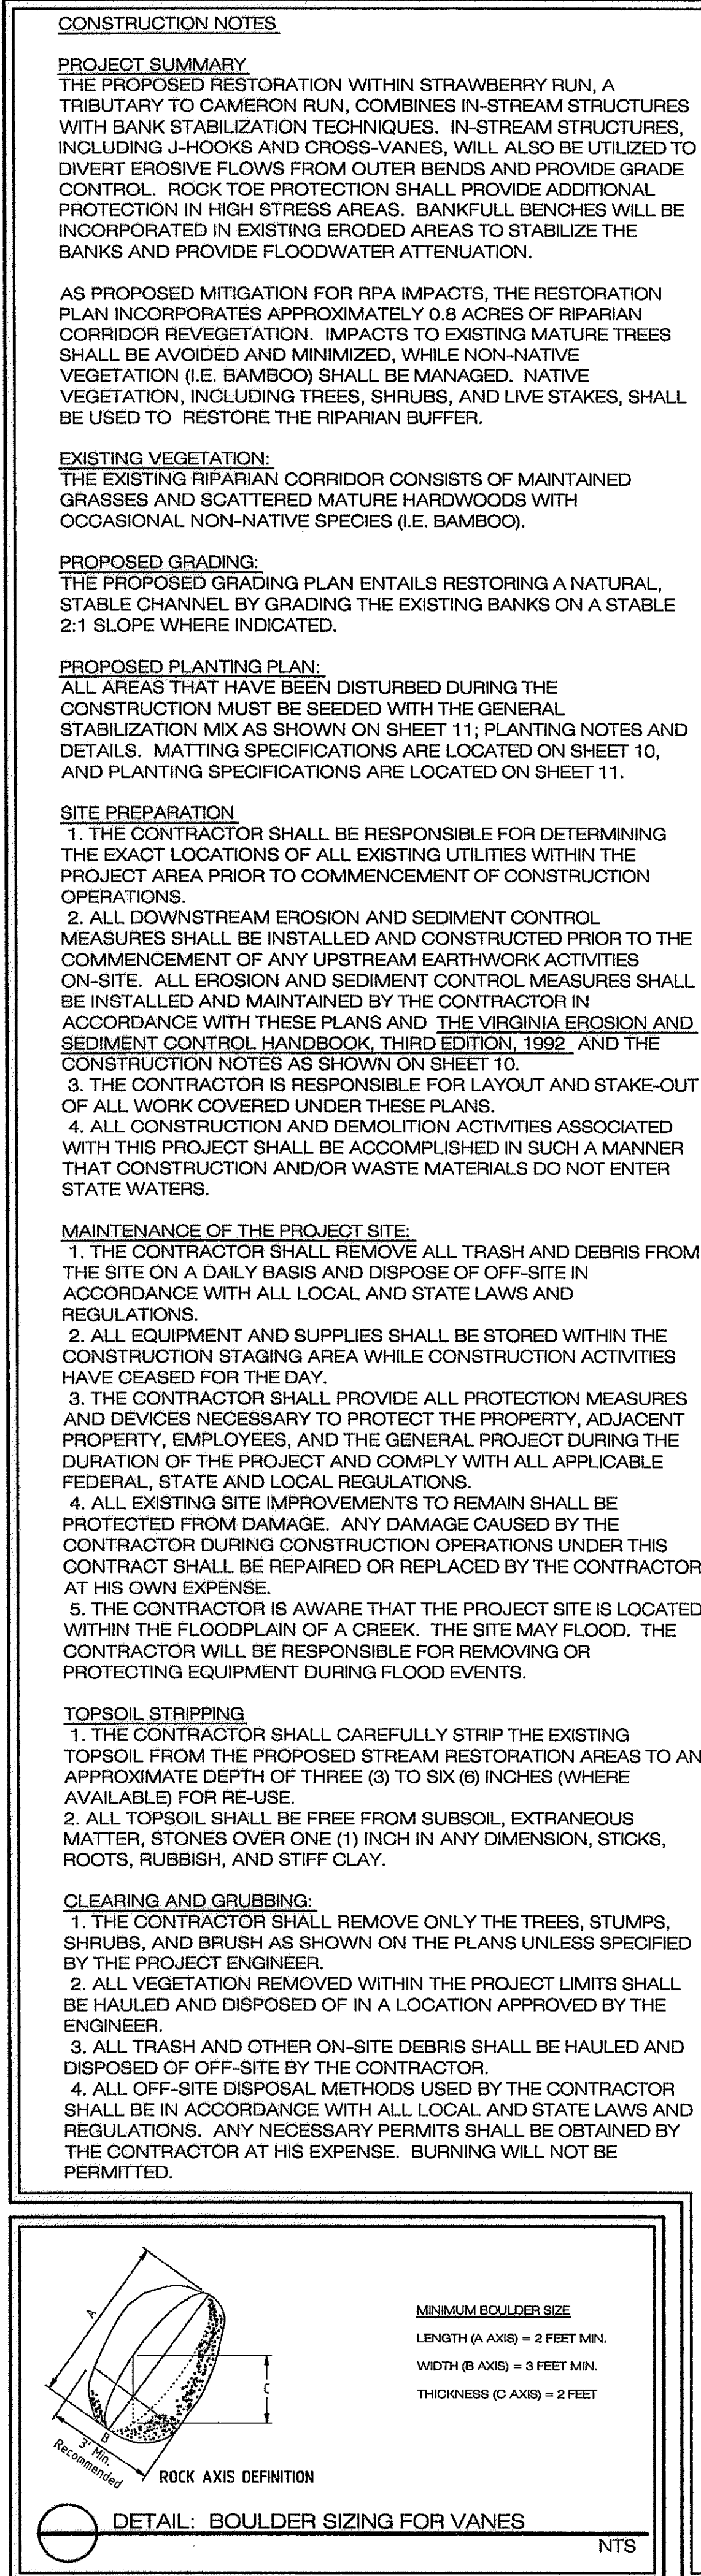 CONSTRUCTION NOTES
PROJECT SUMMARY
THE PROPOSED RESTORATION WITHIN STRAWBERRY RUN, A
TRIBUTARY TO CAMERON RUN, COMBINES IN-STREAM STRUCTURES
WITH BANK STABILIZATION TECHNIQUES. IN-STREAM STRUCTURES,
INCLUDING J-HOOKS AND CROSS-VANES, WILL ALSO BE UTILIZED TO
DIVERT EROSIVE FLOWS FROM OUTER BENDS AND PROVIDE GRADE
CONTROL. ROCK TOE PROTECTION SHALL PROVIDE ADDITIONAL
PROTECTION IN HIGH STRESS AREAS. BANKFULL BENCHES WILL BE
INCORPORATED IN EXISTING ERODED AREAS TO STABILIZE THE
BANKS AND PROVIDE FLOODWATER ATTENUATION.
AS PROPOSED MITIGATION FOR RPA IMPACTS, THE RESTORATION
PLAN INCORPORATES APPROXIMATELY 0.8 ACRES OF RIPARIAN
CORRIDOR REVEGETATION. IMPACTS TO EXISTING MATURE TREES
SHALL BE AVOIDED AND MINIMIZED, WHILE NON-NATIVE
VEGETATION (I.E. BAMBOO) SHALL BE MANAGED. NATIVE
VEGETATION, INCLUDING TREES, SHRUBS, AND LIVE STAKES, SHALL
BE USED TO RESTORE THE RIPARIAN BUFFER.
EXISTING VEGETATION:
THE EXISTING RIPARIAN CORRIDOR CONSISTS OF MAINTAINED
GRASSES AND SCATTERED MATURE HARDWOODS WITH
OCCASIONAL NON-NATIVE SPECIES (I.E. BAMBOO).
PROPOSED GRADING:
THE PROPOSED GRADING PLAN ENTAILS RESTORING A NATURAL,
STABLE CHANNEL BY GRADING THE EXISTING BANKS ON A STABLE
2:1 SLOPE WHERE INDICATED.
PROPOSED PLANTING PLAN:
ALL AREAS THAT HAVE BEEN DISTURBED DURING THE
CONSTRUCTION MUST BE SEEDED WITH THE GENERAL
STABILIZATION MIX AS SHOWN ON SHEET 11; PLANTING NOTES AND
DETAILS. MATTING SPECIFICATIONS ARE LOCATED ON SHEET 10,
AND PLANTING SPECIFICATIONS ARE LOCATED ON SHEET 11.
SITE PREPARATION
1. THE CONTRACTOR SHALL BE RESPONSIBLE FOR DETERMINING
THE EXACT LOCATIONS OF ALL EXISTING UTILITIES WITHIN THE
PROJECT AREA PRIOR TO COMMENCEMENT OF CONSTRUCTION
OPERATIONS.
2. ALL DOWNSTREAM EROSION AND SEDIMENT CONTROL
MEASURES SHALL BE INSTALLED AND CONSTRUCTED PRIOR TO THE
COMMENCEMENT OF ANY UPSTREAM EARTHWORK ACTIVITIES
ON-SITE. ALL EROSION AND SEDIMENT CONTROL MEASURES SHALL
BE INSTALLED AND MAINTAINED BY THE CONTRACTOR IN
ACCORDANCE WITH THESE PLANS AND THE VIRGINIA EROSION AND
SEDIMENT CONTROL HANDBOOK, THIRD EDITION, 1992 AND THE
CONSTRUCTION NOTES AS SHOWN ON SHEET 10.
3. THE CONTRACTOR IS RESPONSIBLE FOR LAYOUT AND STAKE-OUT
OF ALL WORK COVERED UNDER THESE PLANS.
4. ALL CONSTRUCTION AND DEMOLITION ACTIVITIES ASSOCIATED
WITH THIS PROJECT SHALL BE ACCOMPLISHED IN SUCH A MANNER
THAT CONSTRUCTION AND/OR WASTE MATERIALS DO NOT ENTER
STATE WATERS.
MAINTENANCE OF THE PROJECT SITE:
1. THE CONTRACTOR SHALL REMOVE ALL TRASH AND DEBRIS FROM
THE SITE ON A DAILY BASIS AND DISPOSE OF OFF-SITE IN
ACCORDANCE WITH ALL LOCAL AND STATE LAWS AND
REGULATIONS.
2. ALL EQUIPMENT AND SUPPLIES SHALL BE STORED WITHIN THE
CONSTRUCTION STAGING AREA WHILE CONSTRUCTION ACTIVITIES
HAVE CEASED FOR THE DAY.
3. THE CONTRACTOR SHALL PROVIDE ALL PROTECTION MEASURES
AND DEVICES NECESSARY TO PROTECT THE PROPERTY, ADJACENT
PROPERTY, EMPLOYEES, AND THE GENERAL PROJECT DURING THE
DURATION OF THE PROJECT AND COMPLY WITH ALL APPLICABLE
FEDERAL, STATE AND LOCAL REGULATIONS.
4. ALL EXISTING SITE IMPROVEMENTS TO REMAIN SHALL BE
PROTECTED FROM DAMAGE. ANY DAMAGE CAUSED BY THE
CONTRACTOR DURING CONSTRUCTION OPERATIONS UNDER THIS
CONTRACT SHALL BE REPAIRED OR REPLACED BY THE CONTRACTOR
AT HIS OWN EXPENSE.
5. THE CONTRACTOR IS AWARE THAT THE PROJECT SITE IS LOCATED
WITHIN THE FLOODPLAIN OF A CREEK. THE SITE MAY FLOOD. THE
CONTRACTOR WILL BE RESPONSIBLE FOR REMOVING OR
PROTECTING EQUIPMENT DURING FLOOD EVENTS.
TOPSOIL STRIPPING
1. THE CONTRACTOR SHALL CAREFULLY STRIP THE EXISTING
TOPSOIL FROM THE PROPOSED STREAM RESTORATION AREAS TO AN
APPROXIMATE DEPTH OF THREE (3) TO SIX (6) INCHES (WHERE
AVAILABLE) FOR RE-USE.
2. ALL TOPSOIL SHALL BE FREE FROM SUBSOIL, EXTRANEOUS
MATTER, STONES OVER ONE (1) INCH IN ANY DIMENSION, STICKS,
ROOTS, RUBBISH, AND STIFF CLAY.
CLEARING AND GRUBBING:
1. THE CONTRACTOR SHALL REMOVE ONLY THE TREES, STUMPS,
SHRUBS, AND BRUSH AS SHOWN ON THE PLANS UNLESS SPECIFIED
BY THE PROJECT ENGINEER.
2. ALL VEGETATION REMOVED WITHIN THE PROJECT LIMITS SHALL
BE HAULED AND DISPOSED OF IN A LOCATION APPROVED BY THE
ENGINEER.
3. ALL TRASH AND OTHER ON-SITE DEBRIS SHALL BE HAULED AND
DISPOSED OF OFF-SITE BY THE CONTRACTOR.
4. ALL OFF-SITE DISPOSAL METHODS USED BY THE CONTRACTOR
SHALL BE IN ACCORDANCE WITH ALL LOCAL AND STATE LAWS AND
REGULATIONS. ANY NECESSARY PERMITS SHALL BE OBTAINED BY
THE CONTRACTOR AT HIS EXPENSE. BURNING WILL NOT BE
PERMITTED.
A
C
B
3' Min.
Recommended
ROCK AXIS DEFINITION
MINIMUM BOULDER SIZE
LENGTH (A AXIS) = 2 FEET MIN.
WIDTH (B AXIS) = 3 FEET MIN.
THICKNESS (C AXIS) = 2 FEET
DETAIL: BOULDER SIZING FOR VANES
NTS